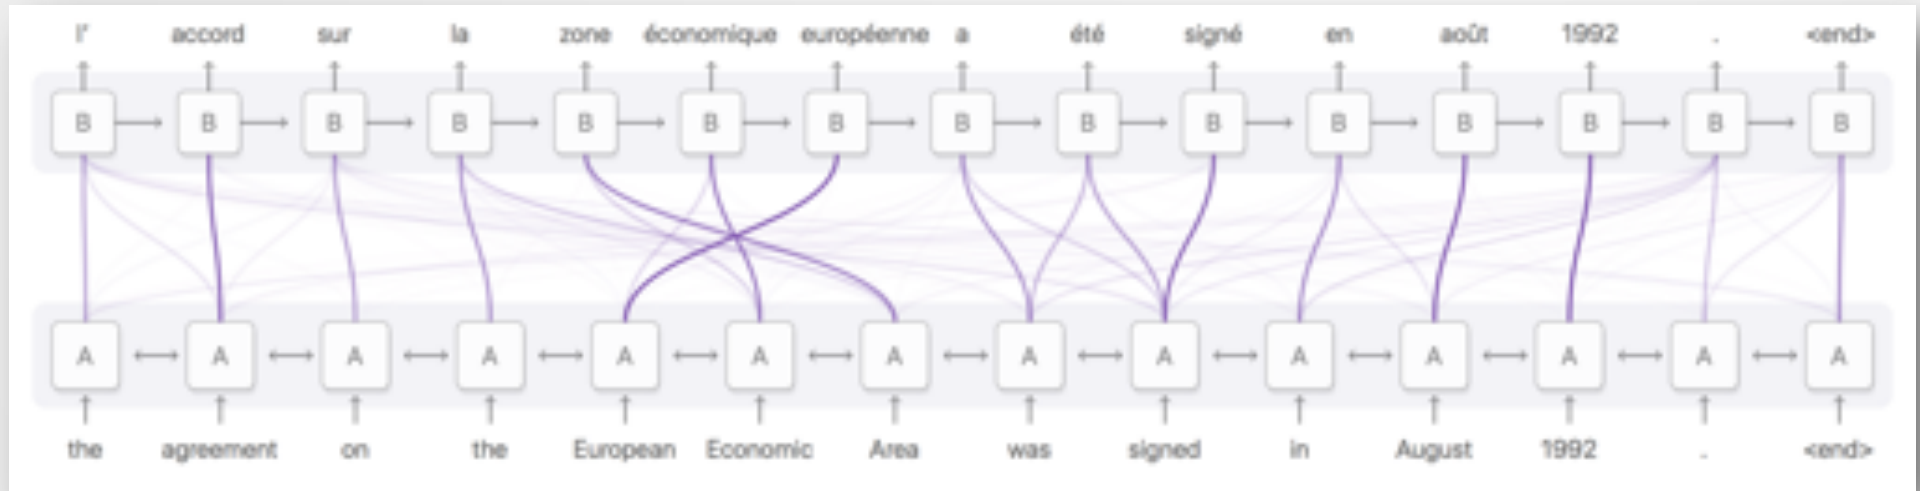 l' accord sur la zone économique européenne a été signé en août 1992 . <end>
B B B B B B B B B B B B B B B
A A A A A A A A A A A A A A
the agreement on the European Economic Area was signed in August 1992 . <end>